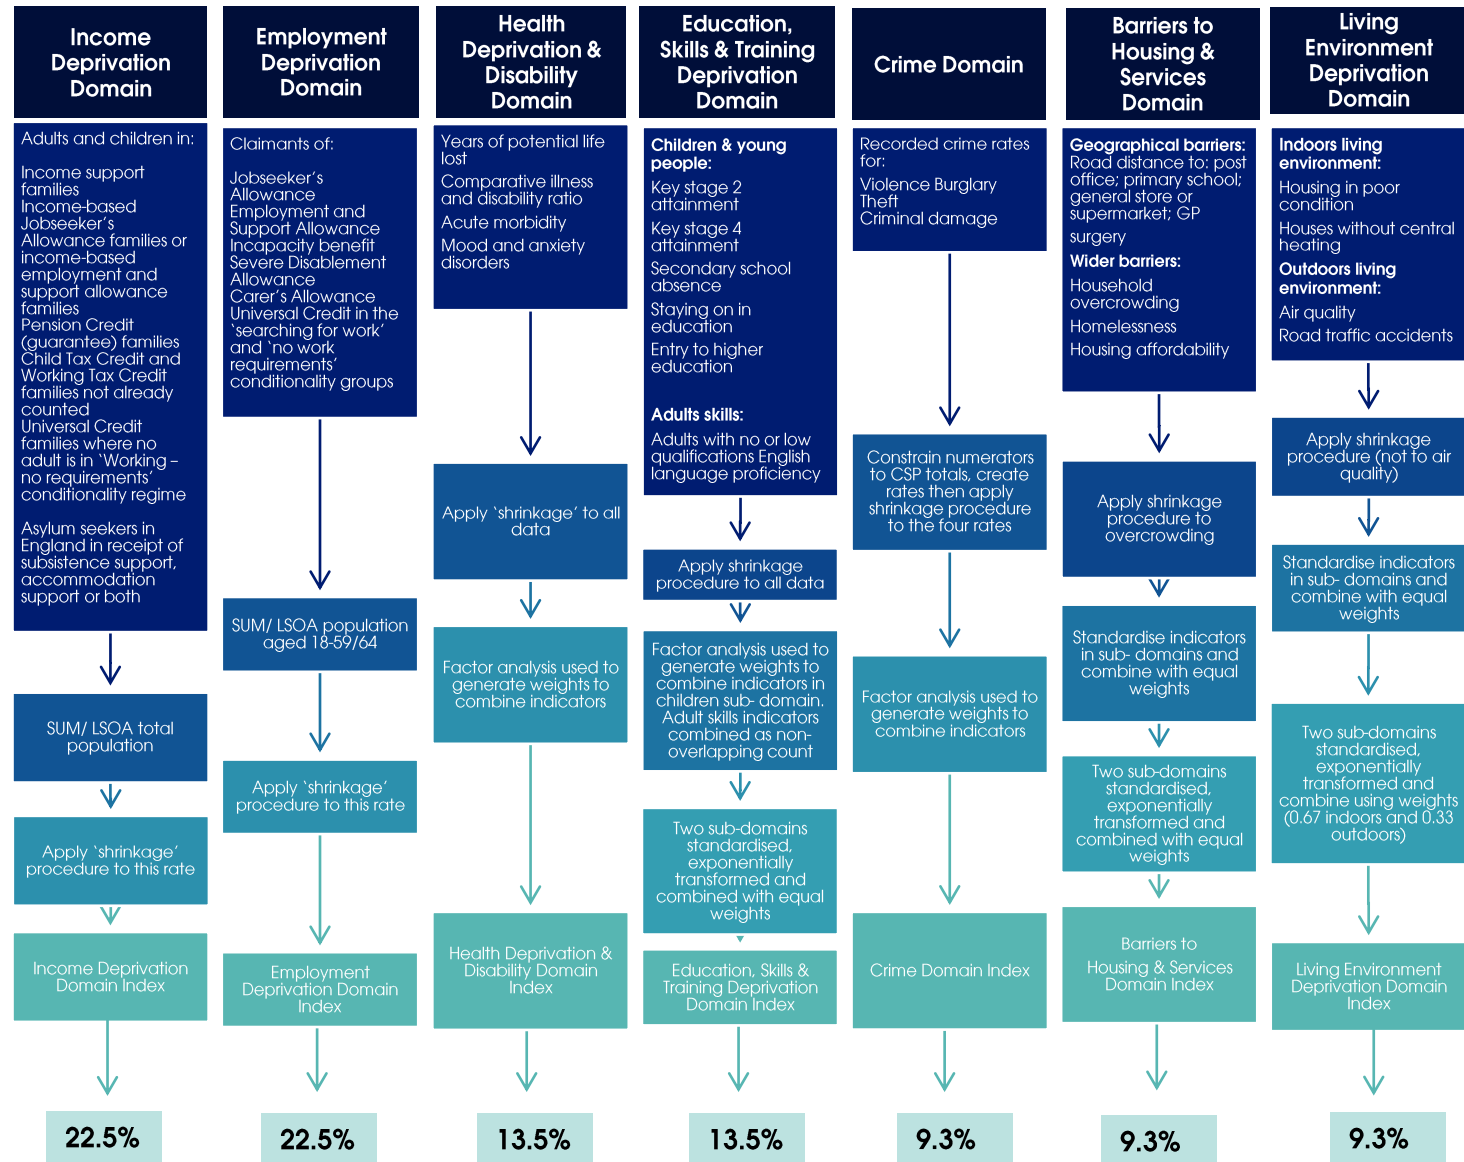 Income
Deprivation
Domain
Adults and children in:
Income support
families
Income-based
Jobseeker's
Allowance families or
income-based
employment and
support allowance
families
Pension Credit
(guarantee) families
Child Tax Credit and
Working Tax Credit
families not already
counted
Universal Credit
families where no
adult is in 'Working –
no requirements'
conditionality regime
Asylum seekers in
England in receipt of
subsistence support,
accommodation
support or both
SUM/ LSOA total
population
Apply 'shrinkage'
procedure to this rate
Income Deprivation
Domain Index
22.5%
Employment
Deprivation
Domain
Claimants of:
Jobseeker's
Allowance
Employment and
Support Allowance
Incapacity benefit
Severe Disablement
Allowance
Carer's Allowance
Universal Credit in the
'searching for work'
and 'no work
requirements'
conditionality groups
SUM/ LSOA population
aged 18-59/64
Apply 'shrinkage'
procedure to this rate
Employment
Deprivation Domain
Index
22.5%
Health
Deprivation &
Disability
Domain
Years of potential life
lost
Comparative illness
and disability ratio
Acute morbidity
Mood and anxiety
disorders
Apply 'shrinkage' to all
data
Factor analysis used to
generate weights to
combine indicators
Health Deprivation &
Disability Domain
Index
13.5%
Education,
Skills & Training
Deprivation
Domain
Children & young
people:
Key stage 2
attainment
Key stage 4
attainment
Secondary school
absence
Staying on in
education
Entry to higher
education
Adults skills:
Adults with no or low
qualifications English
language proficiency
Apply shrinkage
procedure to all data
Factor analysis used to
generate weights to
combine indicators in
children sub- domain.
Adult skills indicators
combined as non-
overlapping count
Two sub-domains
standardised,
exponentially
transformed and
combined with equal
weights
Education, Skills &
Training Deprivation
Domain Index
13.5%
Crime Domain
Recorded crime rates
for:
Violence Burglary
Theft
Criminal damage
Constrain numerators
to CSP totals, create
rates then apply
shrinkage procedure
to the four rates
Factor analysis used to
generate weights to
combine indicators
Crime Domain Index
9.3%
Barriers to
Housing &
Services
Domain
Geographical barriers:
Road distance to: post
office; primary school;
general store or
supermarket; GP
surgery
Wider barriers:
Household
overcrowding
Homelessness
Housing affordability
Apply shrinkage
procedure to
overcrowding
Standardise indicators
in sub- domains and
combine with equal
weights
Two sub-domains
standardised,
exponentially
transformed and
combined with equal
weights
Barriers to
Housing & Services
Domain Index
9.3%
Living
Environment
Deprivation
Domain
Indoors living
environment:
Housing in poor
condition
Houses without central
heating
Outdoors living
environment:
Air quality
Road traffic accidents
Apply shrinkage
procedure (not to air
quality)
Standardise indicators
in sub- domains and
combine with equal
weights
Two sub-domains
standardised,
exponentially
transformed and
combine using weights
(0.67 indoors and 0.33
outdoors)
Living Environment
Deprivation Domain
Index
9.3%